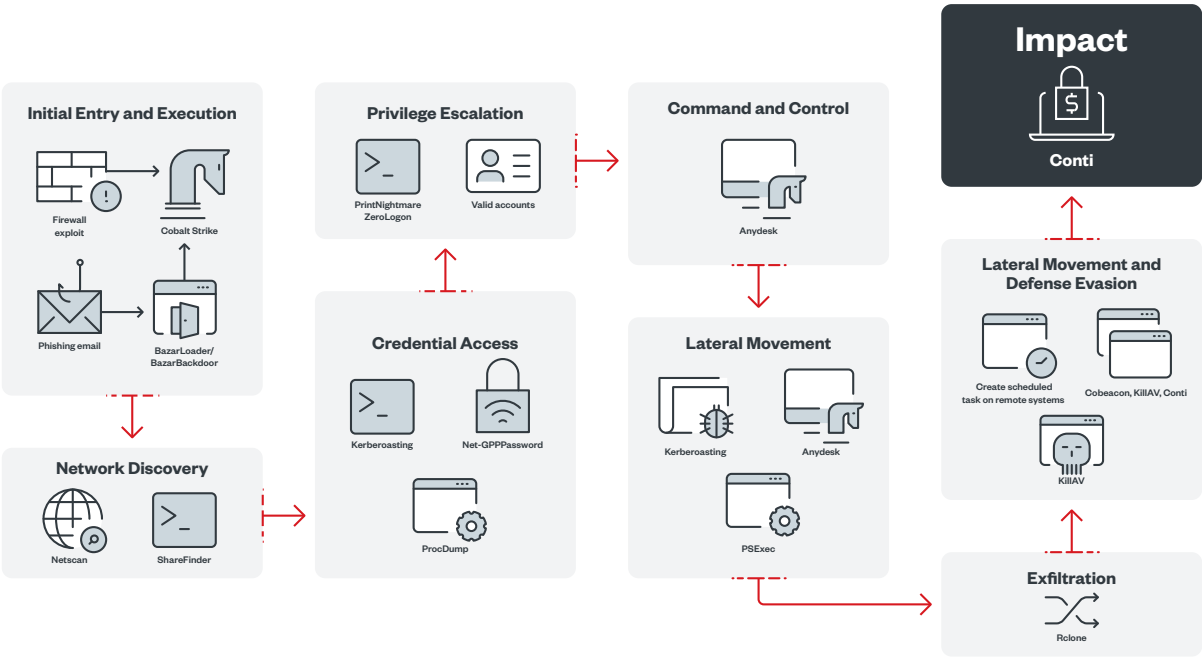 Initial Entry and Execution
Firewall
exploit
Cobalt Strike
Phishing email
BazarLoader/
BazarBackdoor
Network Discovery
Netscan
ShareFinder
Credential Access
Kerberoasting
Net-GPPPassword
ProcDump
Privilege Escalation
PrintNightmare
ZeroLogon
Valid accounts
Command and Control
Anydesk
Lateral Movement
Kerberoasting
Anydesk
PSExec
Exfiltration
Rclone
Lateral Movement and
Defense Evasion
Create scheduled
task on remote systems
Cobeacon, KillAV, Conti
KillAV
Impact
$
Conti